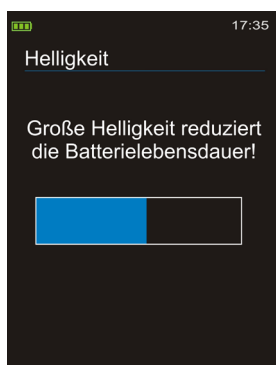 17:35
Helligkeit
Große Helligkeit reduziert
die Batterielebensdauer!